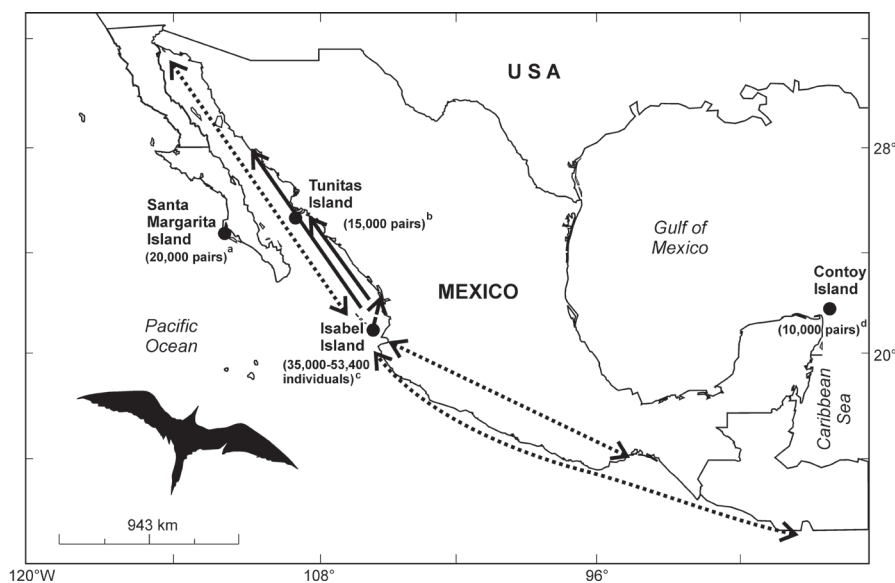 U S A
28°
Tunitas
Island
(15,000 pairs)b
Santa
Margarita
Island
(20,000 pairs)a
Gulf of
Mexico
MEXICO
Contoy
Island
(10,000 pairs)d
Pacific
Ocean
Isabel
Island
(35,000-53,400
individuals)c
20°
Caribbean
Sea
943 km
120°W
108°
96°